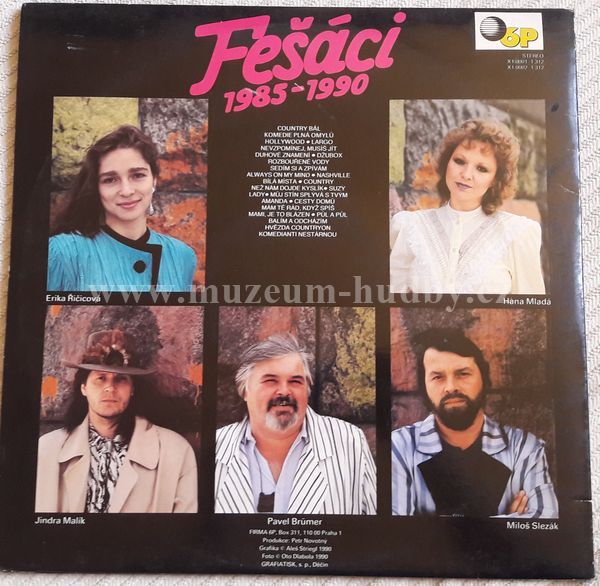 Fešáci
1985-1990
6P
STEREO
COUNTRY BÁL
KOMEDIE PLNÁ OMYLŮ
HOLLYWOOD • LARGO
NEVZPOMÍNEJ, MUSÍŠ JÍT
DUHOVÉ ZNAMENÍ • DŽUBOX
ROZBOUŘENÉ VODY
SEDÍM SI A ZPÍVÁM
ALWAYS ON MY MIND • NASHVILLE
BÍLÁ MÍSTA • COUNTRY
NEŽ NÁM DOJDE KYSLÍK • SUZY
LADY • MŮJ STÍN SPLÝVÁ S TVÝM
AMANDA • CESTY DOMŮ
MÁM TĚ RÁD, KDYŽ SPÍŠ
MAMI, JE TO BLÁZEN • PŮL A PŮL
BALÍM A ODCHÁZÍM
HVĚZDA COUNTRYON
KOMEDIANTI NESTÁRNOU
www.muzeum-hudby.cz
Erika Řičicová
Hana Mladá
Jindra Malík
Pavel Brümer
Miloš Slezák
FIRMA 6P, Box 311, 110 00 Praha 1
Produkce: Petr Novotný
Grafika © Aleš Striegl 1990
Foto © Oto Dlabola 1990
GRAFIATISK, s. p., Děčín